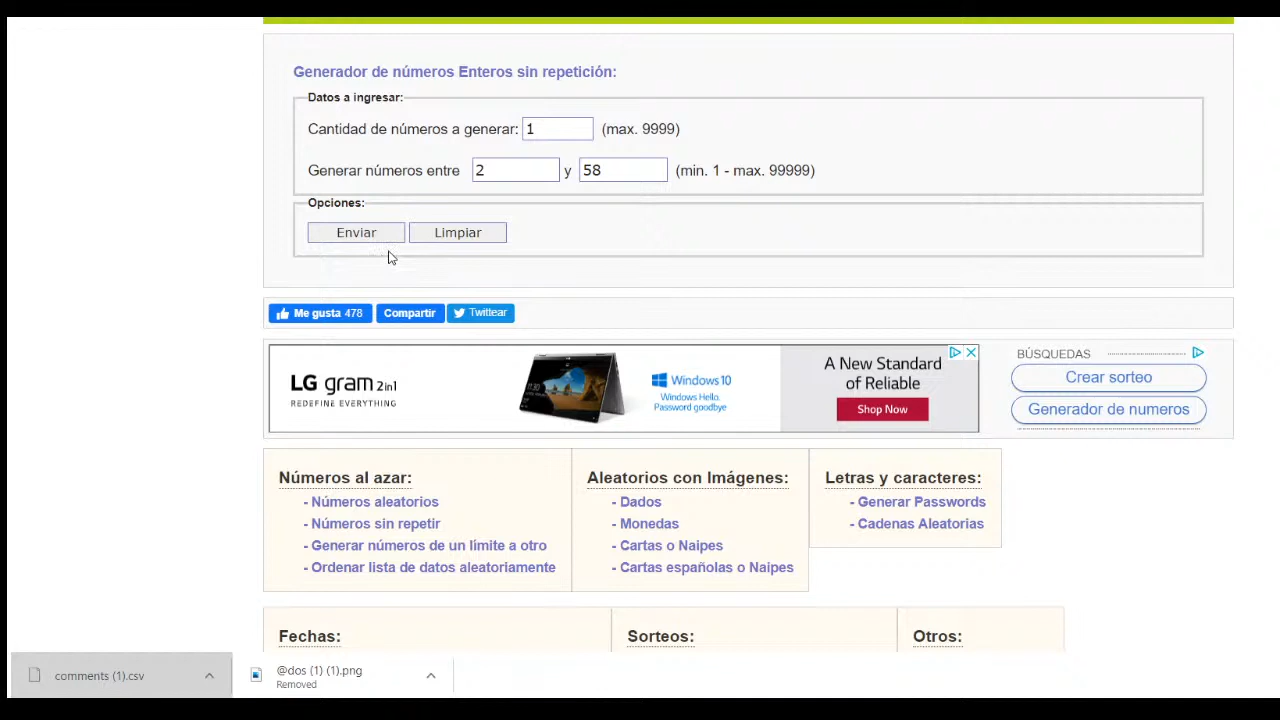 Generador de números Enteros sin repetición:
Datos a ingresar:
Cantidad de números a generar: 1 (max. 9999)
Generar números entre 2 y 58 (min. 1 - max. 99999)
Opciones:
Enviar Limpiar
Me gusta 478 Compartir Twittear
LG gram 2in1
REDEFINE EVERYTHING
Windows 10
Windows Hello.
Password goodbye
A New Standard
of Reliable
Shop Now
BÚSQUEDAS
Crear sorteo
Generador de numeros
Números al azar:
- Números aleatorios
- Números sin repetir
- Generar números de un límite a otro
- Ordenar lista de datos aleatoriamente
Aleatorios con Imágenes:
- Dados
- Monedas
- Cartas o Naipes
- Cartas españolas o Naipes
Letras y caracteres:
- Generar Passwords
- Cadenas Aleatorias
Fechas:
Sorteos:
Otros:
comments (1).csv
@dos (1) (1).png
Removed